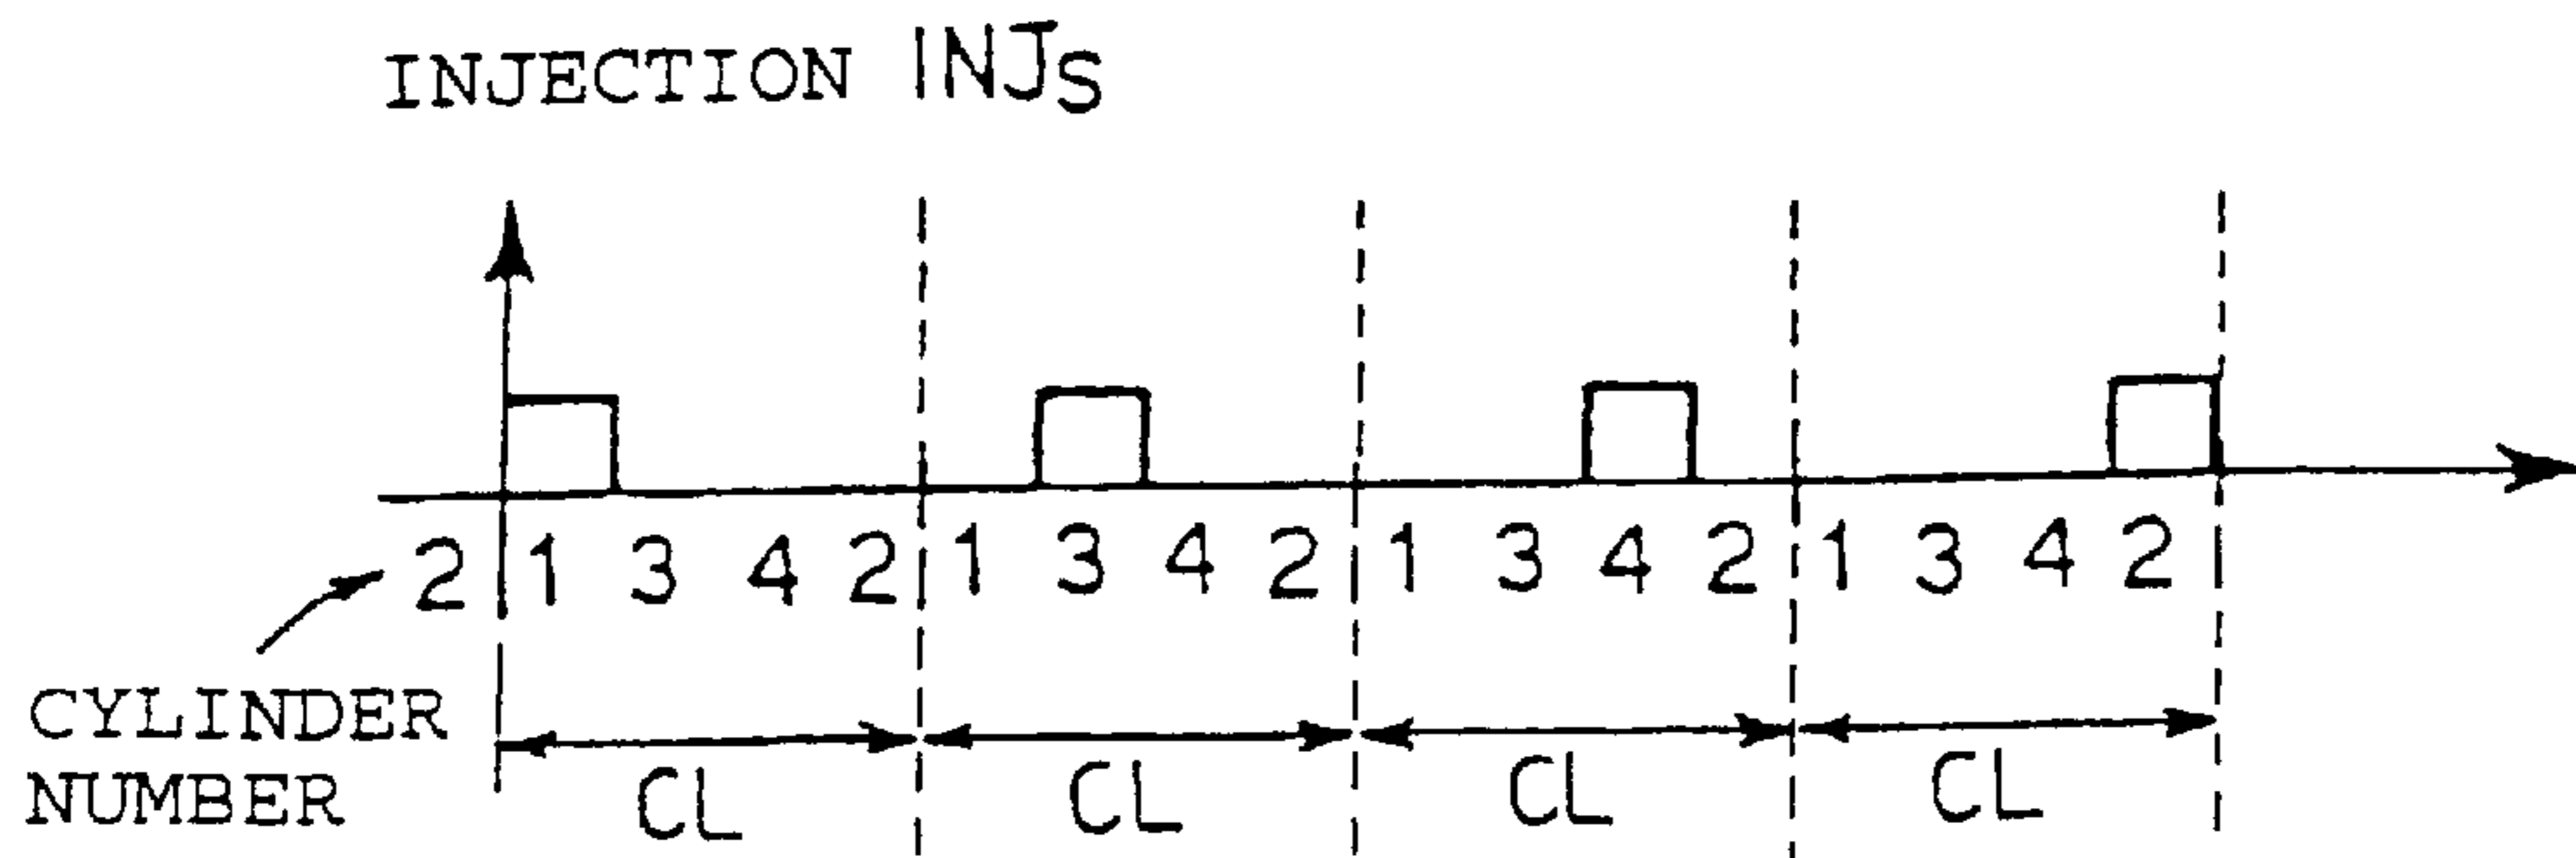 INJECTION INJS
2 1 3 4 2 1 3 4 2 1 3 4 2 1 3 4 2
CYLINDER
NUMBER
CL CL CL CL